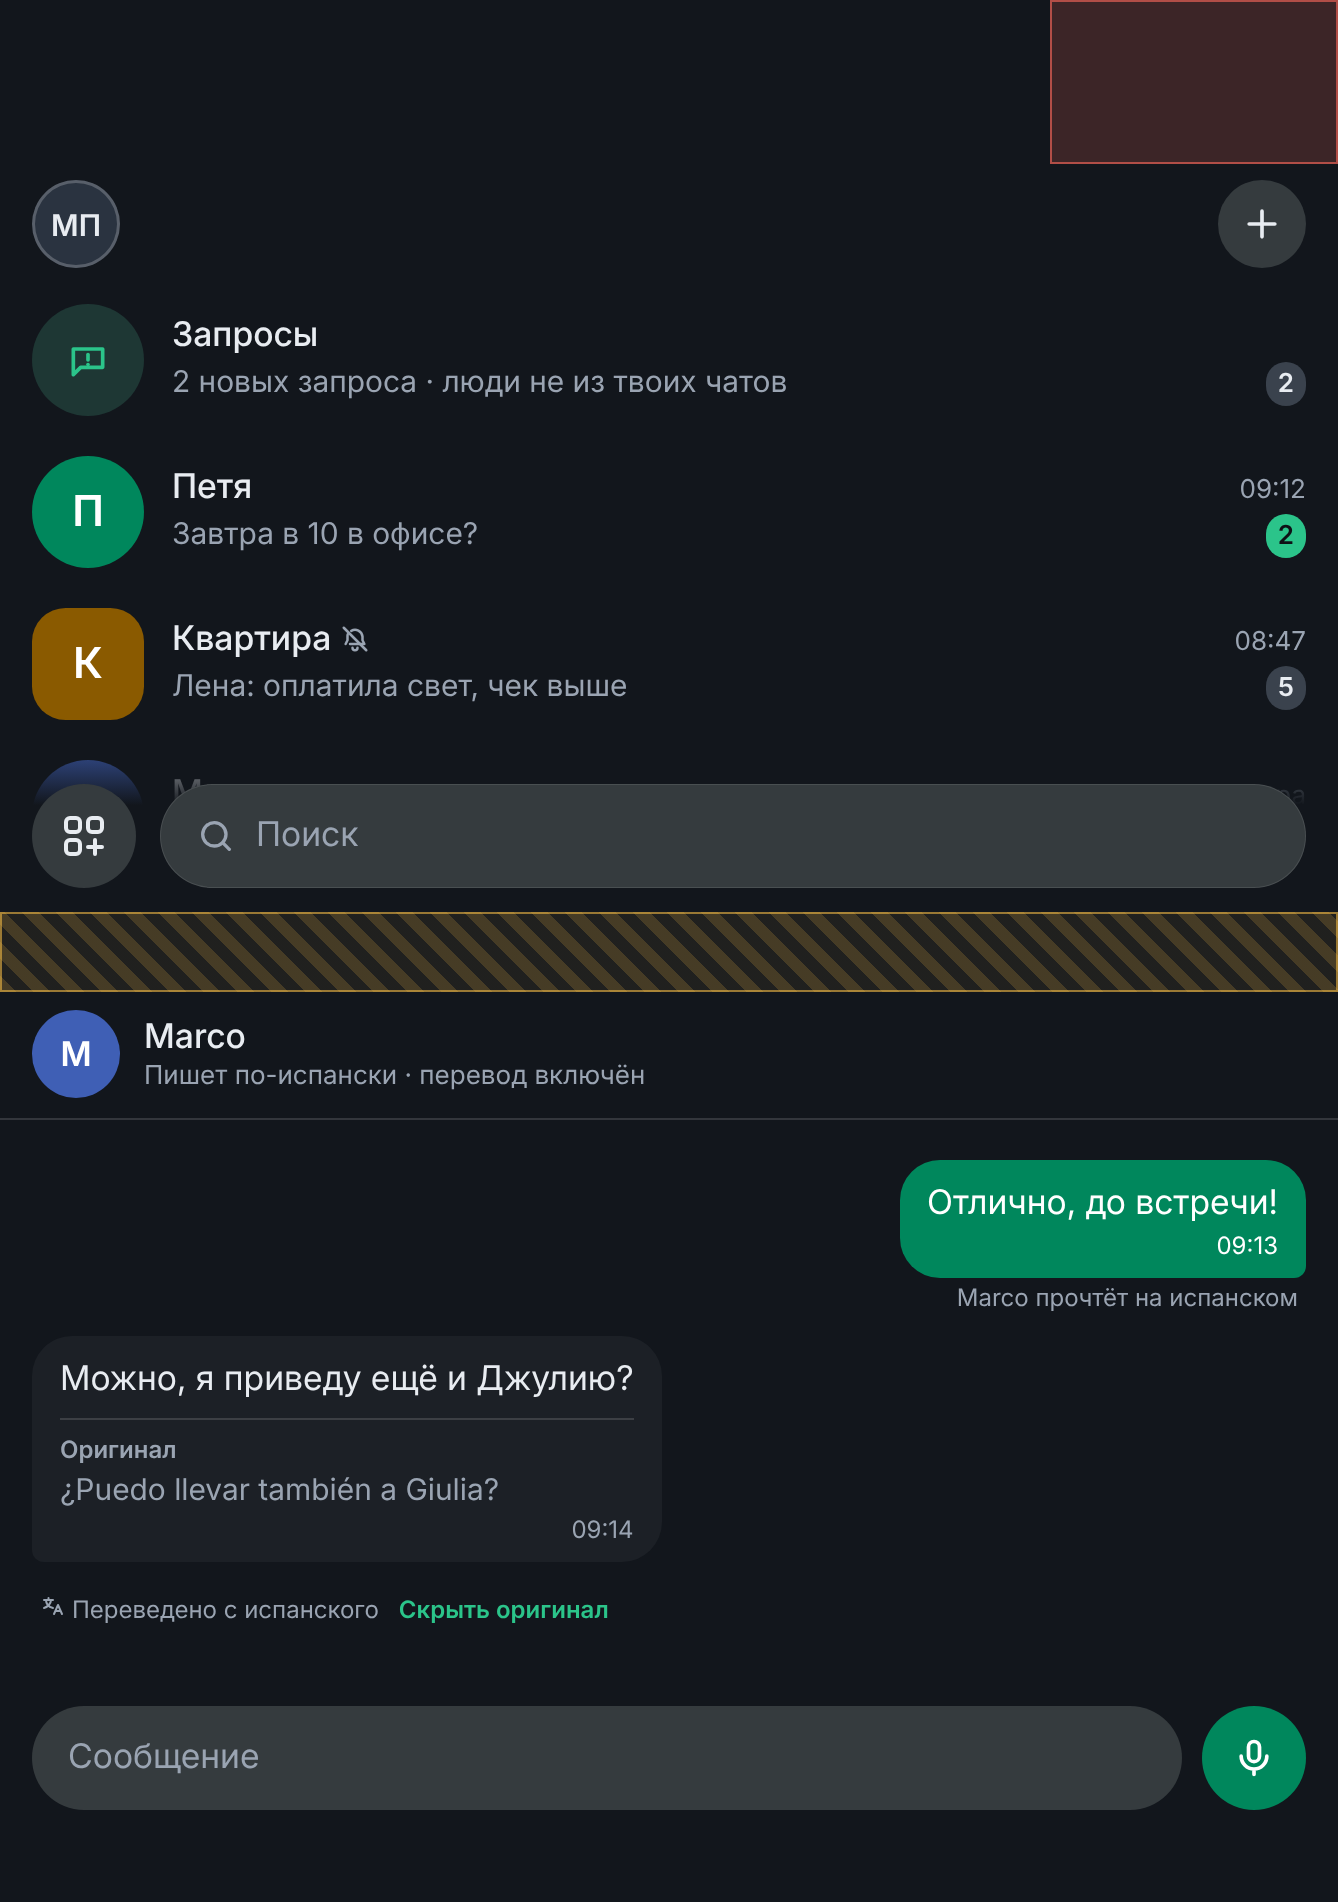 МП
Запросы
2 новых запроса · люди не из твоих чатов
2
П
Петя
09:12
Завтра в 10 в офисе?
2
К
Квартира
08:47
Лена: оплатила свет, чек выше
5
Поиск
M
Marco
Пишет по-испански · перевод включён
Отлично, до встречи!
09:13
Marco прочтёт на испанском
Можно, я приведу ещё и Джулию?
Оригинал
¿Puedo llevar también a Giulia?
09:14
Переведено с испанского Скрыть оригинал
Сообщение